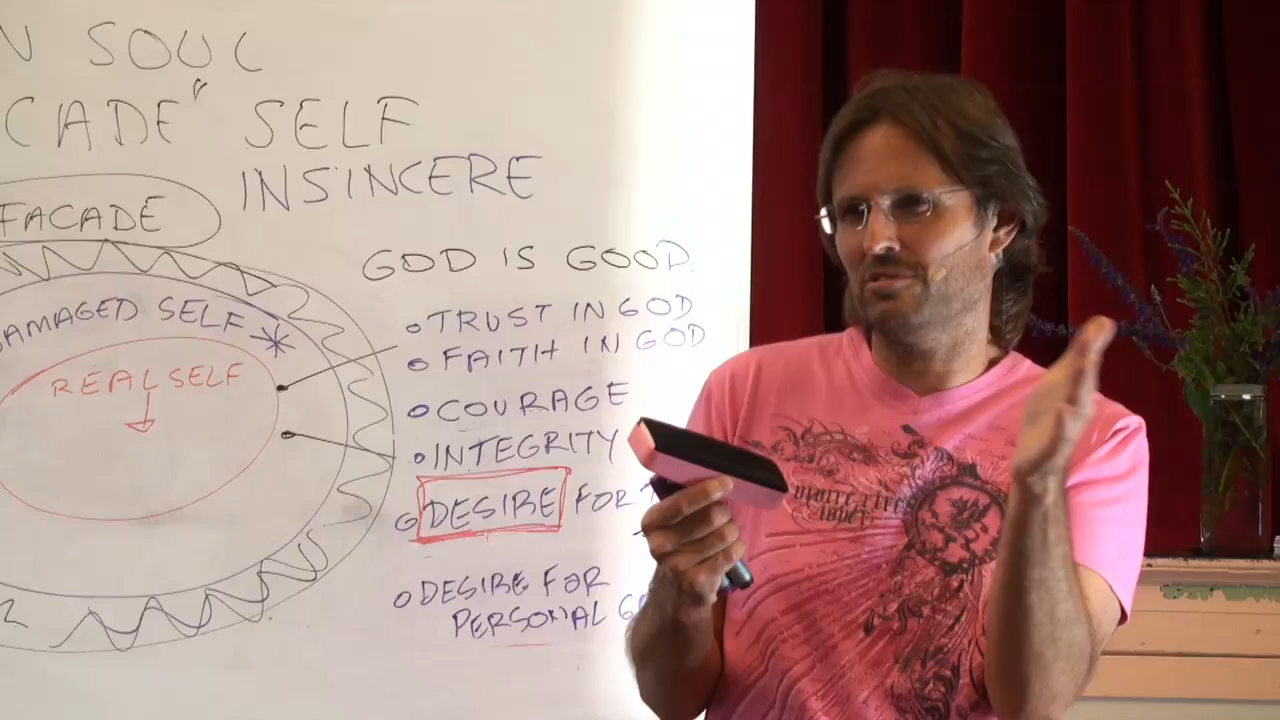 N SOUL
CADE" SELF
INSINCERE
FACADE
GOD IS GOOD
DAMAGED SELF *
REAL SELF
TRUST IN GOD
FAITH IN GOD
COURAGE
INTEGRITY
DESIRE FOR
DESIRE FOR
PERSONAL G